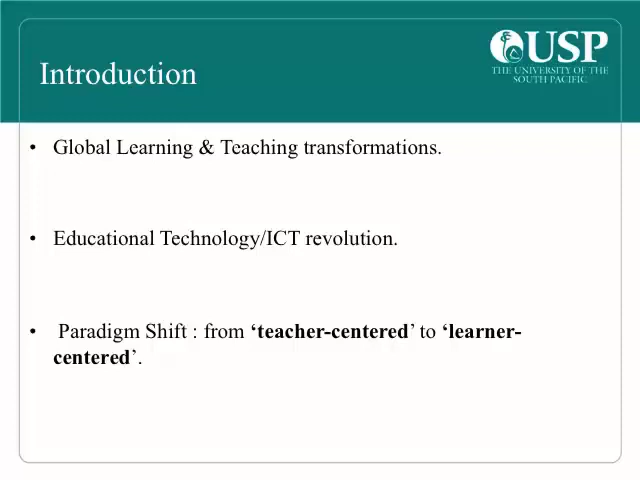 USP
THE UNIVERSITY OF THE
SOUTH PACIFIC
Introduction
• Global Learning & Teaching transformations.
• Educational Technology/ICT revolution.
• Paradigm Shift : from ‘teacher-centered’ to ‘learner-
centered’.